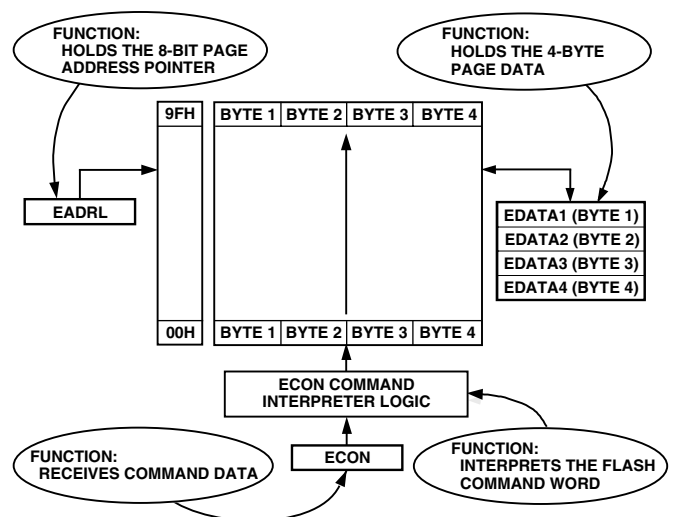 FUNCTION:
HOLDS THE 8-BIT PAGE
ADDRESS POINTER
FUNCTION:
HOLDS THE 4-BYTE
PAGE DATA
9FH
BYTE 1 BYTE 2 BYTE 3 BYTE 4
EADRL
EDATA1 (BYTE 1)
EDATA2 (BYTE 2)
EDATA3 (BYTE 3)
EDATA4 (BYTE 4)
00H
BYTE 1 BYTE 2 BYTE 3 BYTE 4
ECON COMMAND
INTERPRETER LOGIC
FUNCTION:
RECEIVES COMMAND DATA
ECON
FUNCTION:
INTERPRETS THE FLASH
COMMAND WORD